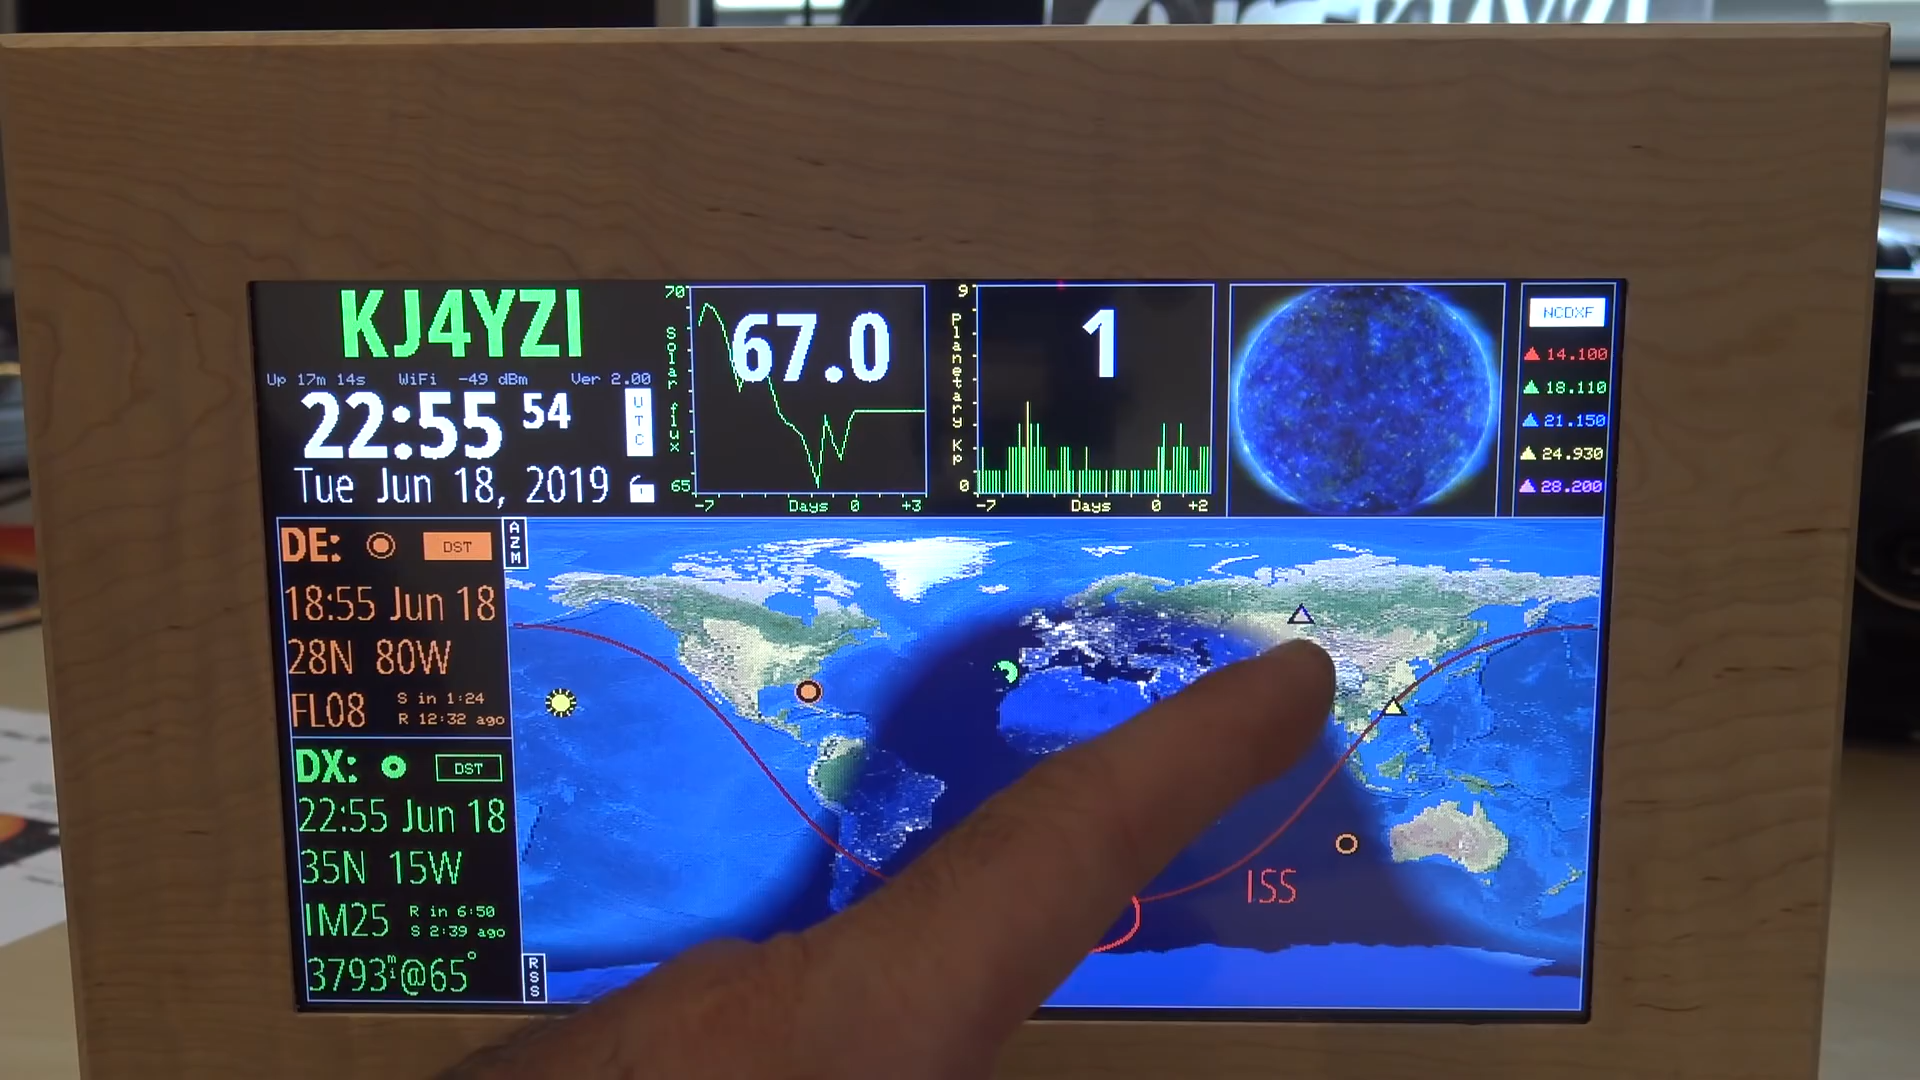 KJ4YZI
Up 17m 14s WiFi -49 dBm Ver 2.00
22:55 54
UTC
Tue Jun 18, 2019
70
Solar flux
67.0
65
-7 Days 0 +3
9
Planetary Kp
1
0
-7 Days 0 +2
NCDXF
14.100
18.110
21.150
24.930
28.200
DE: DST
18:55 Jun 18
28N 80W
FL08 S in 1:24
R 12:32 ago
DX: DST
22:55 Jun 18
35N 15W
IM25 R in 6:50
S 2:39 ago
3793mi@65°
AZM
RSS
ISS